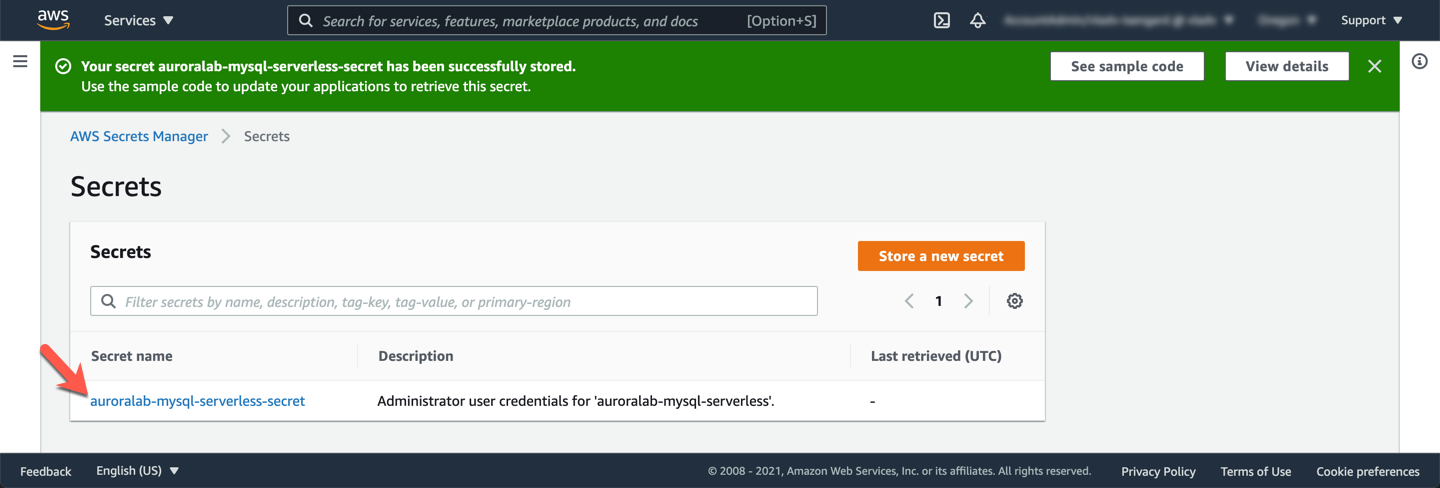 aws
Services
Search for services, features, marketplace products, and docs [Option+S]
Support
Your secret auroralab-mysql-serverless-secret has been successfully stored.
Use the sample code to update your applications to retrieve this secret.
See sample code
View details
AWS Secrets Manager
Secrets
Secrets
Secrets
Store a new secret
Filter secrets by name, description, tag-key, tag-value, or primary-region
1
Secret name
Description
Last retrieved (UTC)
auroralab-mysql-serverless-secret
Administrator user credentials for 'auroralab-mysql-serverless'.
-
Feedback
English (US)
© 2008 - 2021, Amazon Web Services, Inc. or its affiliates. All rights reserved.
Privacy Policy
Terms of Use
Cookie preferences